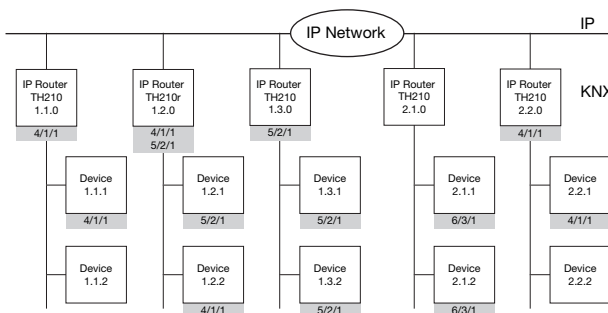 IP Network
IP
KNX
IP Router
TH210
1.1.0
4/1/1
IP Router
TH210r
1.2.0
4/1/1
5/2/1
IP Router
TH210
1.3.0
5/2/1
IP Router
TH210
2.1.0
IP Router
TH210
2.2.0
4/1/1
Device
1.1.1
4/1/1
Device
1.2.1
5/2/1
Device
1.3.1
5/2/1
Device
2.1.1
6/3/1
Device
2.2.1
4/1/1
Device
1.1.2
Device
1.2.2
4/1/1
Device
1.3.2
5/2/1
Device
2.1.2
6/3/1
Device
2.2.2